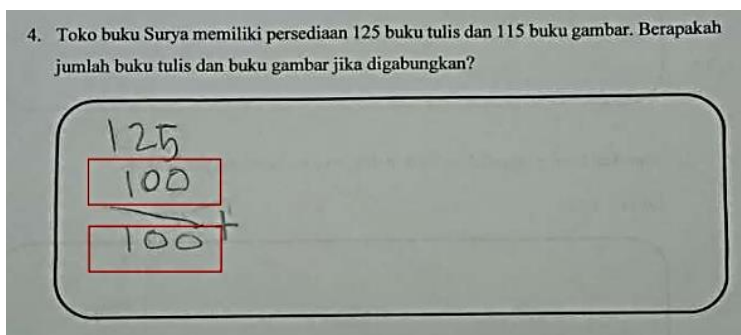 4. Toko buku Surya memiliki persediaan 125 buku tulis dan 115 buku gambar. Berapakah
jumlah buku tulis dan buku gambar jika digabungkan?
125
100
+
100